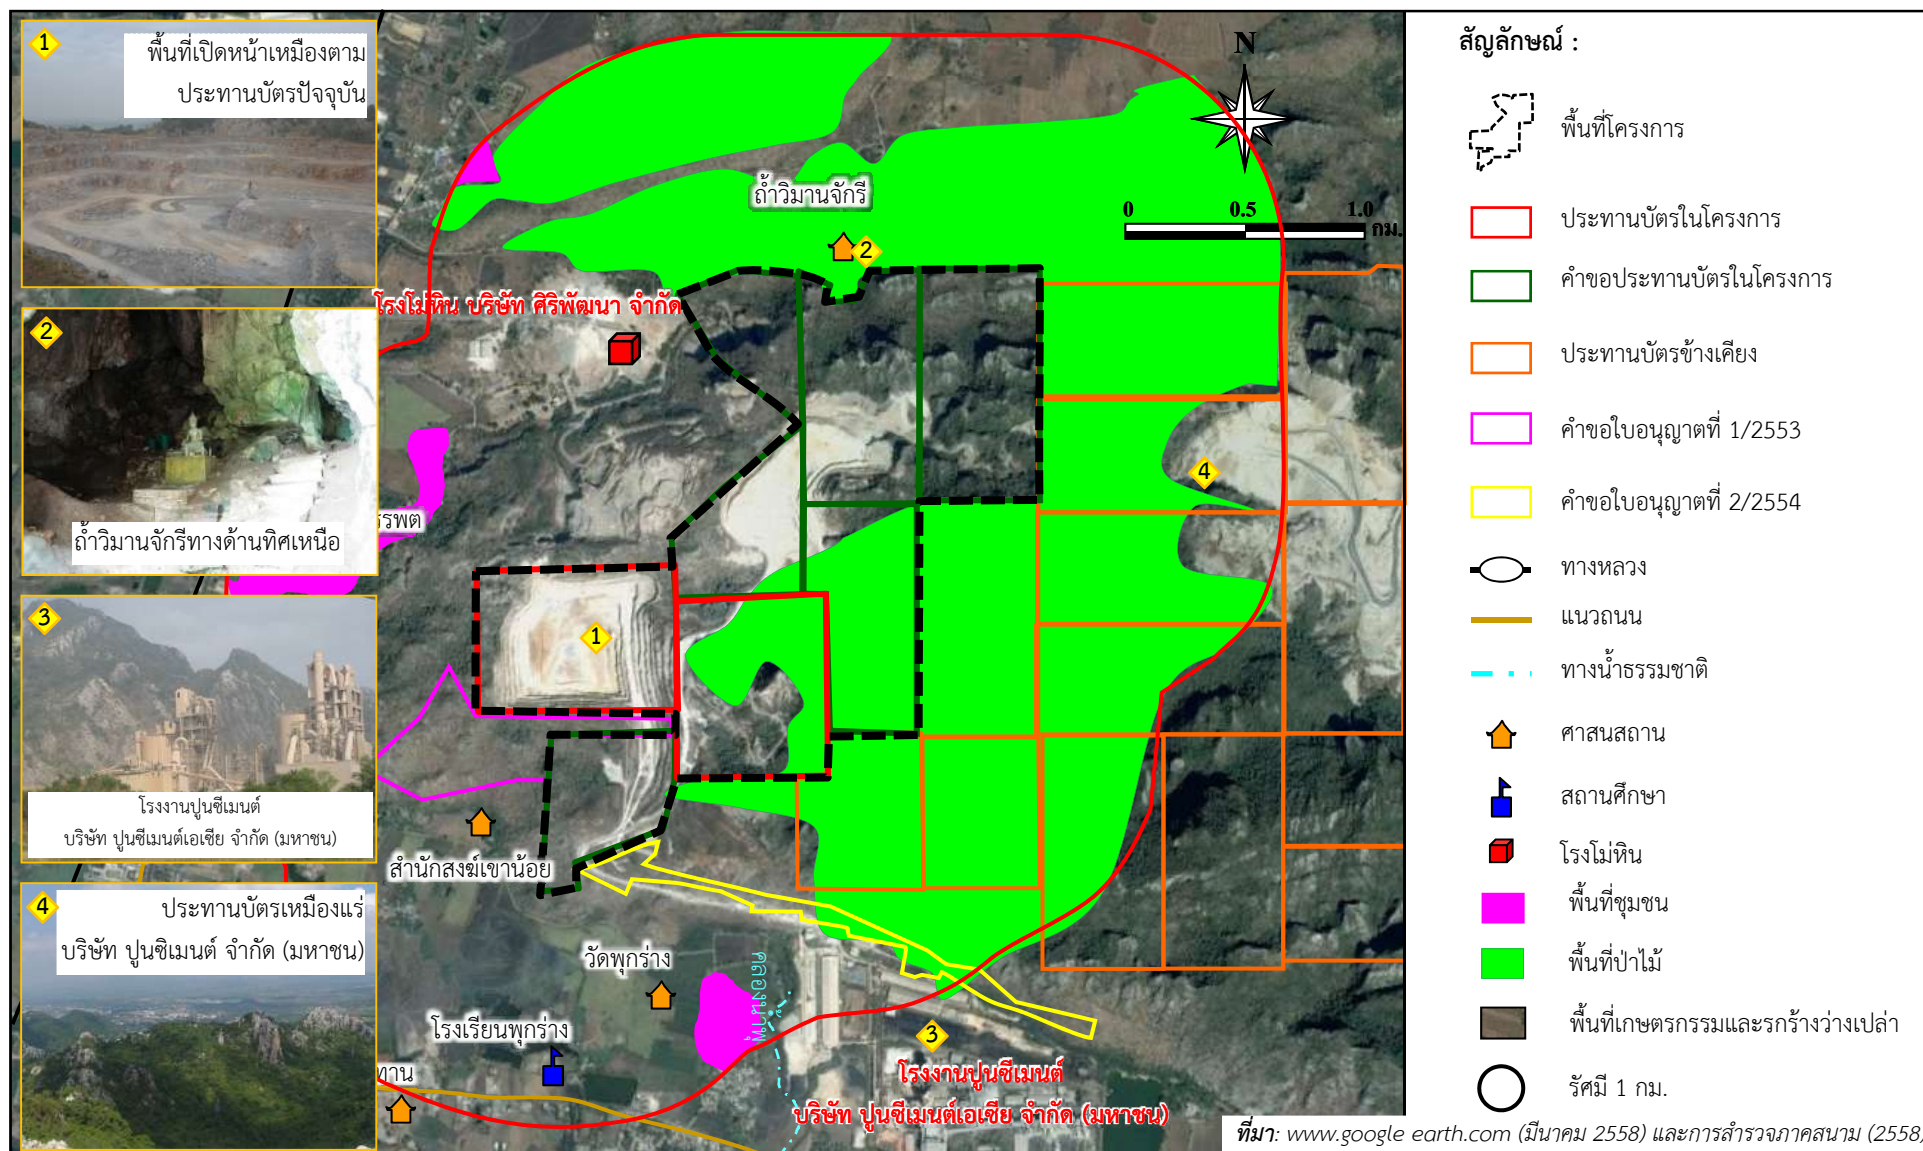 1
พื้นที่เปิดหน้าเหมืองตาม
ประทานบัตรปัจจุบัน
2
ถ้ำวิมานจักรีทางด้านทิศเหนือ
3
โรงงานปูนซีเมนต์
บริษัท ปูนซีเมนต์เอเซีย จำกัด (มหาชน)
4
ประทานบัตรเหมืองแร่
บริษัท ปูนซิเมนต์ จำกัด (มหาชน)
N
0 0.5 1.0
กม.
ถ้ำวิมานจักรี
2
โรงโม่หิน บริษัท ศิริพัฒนา จำกัด
4
รพต
1
สำนักสงฆ์เขาน้อย
วัดพุกร่าง
โรงเรียนพุกร่าง
ทาน
3
โรงงานปูนซีเมนต์
บริษัท ปูนซีเมนต์เอเซีย จำกัด (มหาชน)
สัญลักษณ์ :
พื้นที่โครงการ
ประทานบัตรในโครงการ
คำขอประทานบัตรในโครงการ
ประทานบัตรข้างเคียง
คำขอใบอนุญาตที่ 1/2553
คำขอใบอนุญาตที่ 2/2554
ทางหลวง
แนวถนน
ทางน้ำธรรมชาติ
ศาสนสถาน
สถานศึกษา
โรงโม่หิน
พื้นที่ชุมชน
พื้นที่ป่าไม้
พื้นที่เกษตรกรรมและรกร้างว่างเปล่า
รัศมี 1 กม.
ที่มา: www.google earth.com (มีนาคม 2558) และการสำรวจภาคสนาม (2558)